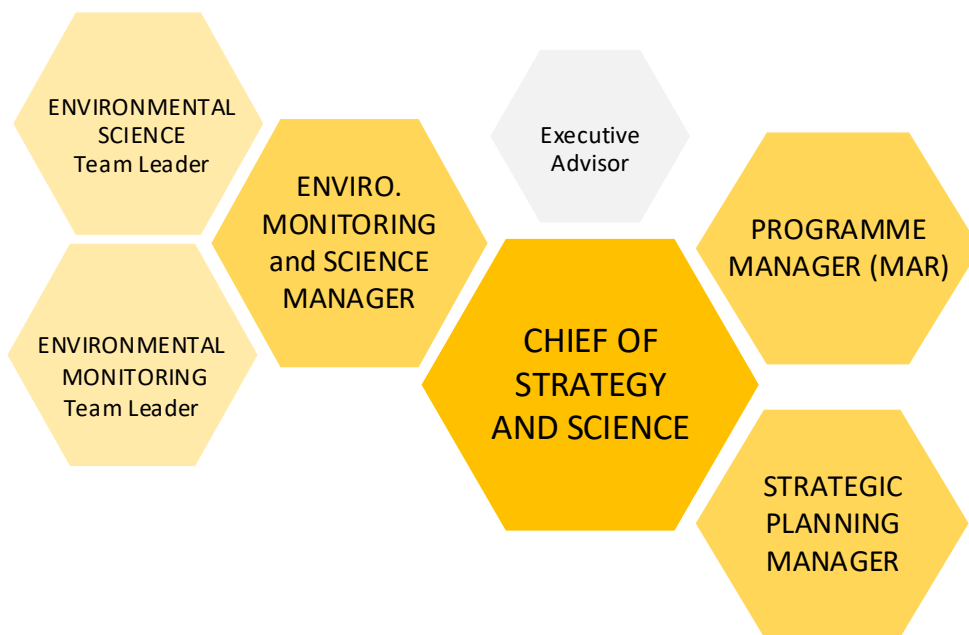 ENVIRONMENTAL
SCIENCE
Team Leader
ENVIRONMENTAL
MONITORING
Team Leader
ENVIRO.
MONITORING
and SCIENCE
MANAGER
Executive
Advisor
CHIEF OF
STRATEGY
AND SCIENCE
PROGRAMME
MANAGER (MAR)
STRATEGIC
PLANNING
MANAGER